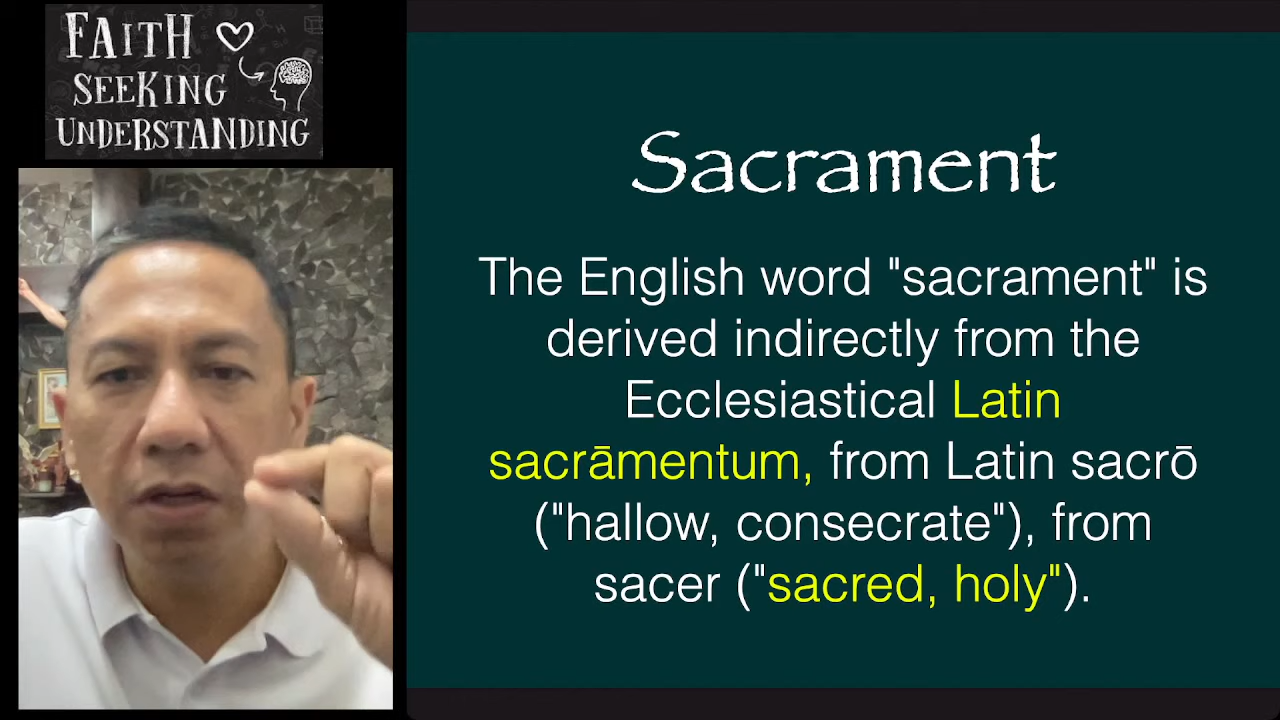 FAITH
SEEKING
UNDERSTANDING
Sacrament
The English word "sacrament" is
derived indirectly from the
Ecclesiastical Latin
sacrāmentum, from Latin sacrō
("hallow, consecrate"), from
sacer ("sacred, holy").